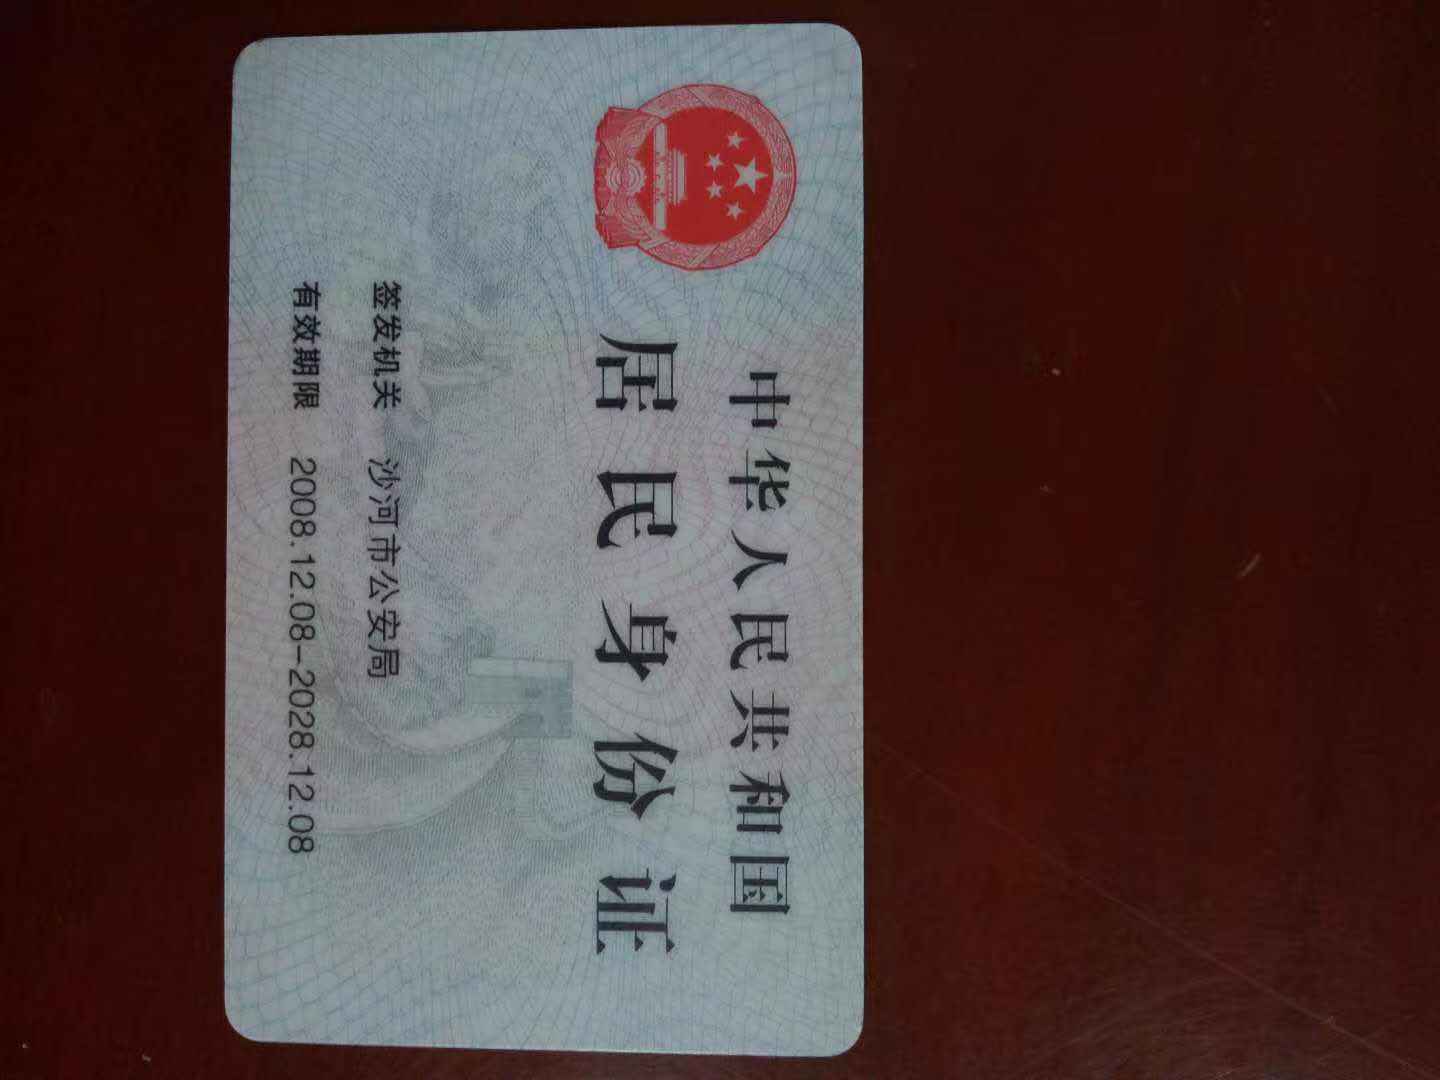 中华人民共和国
居民身份证
签发机关 沙河市公安局
有效期限 2008.12.08-2028.12.08